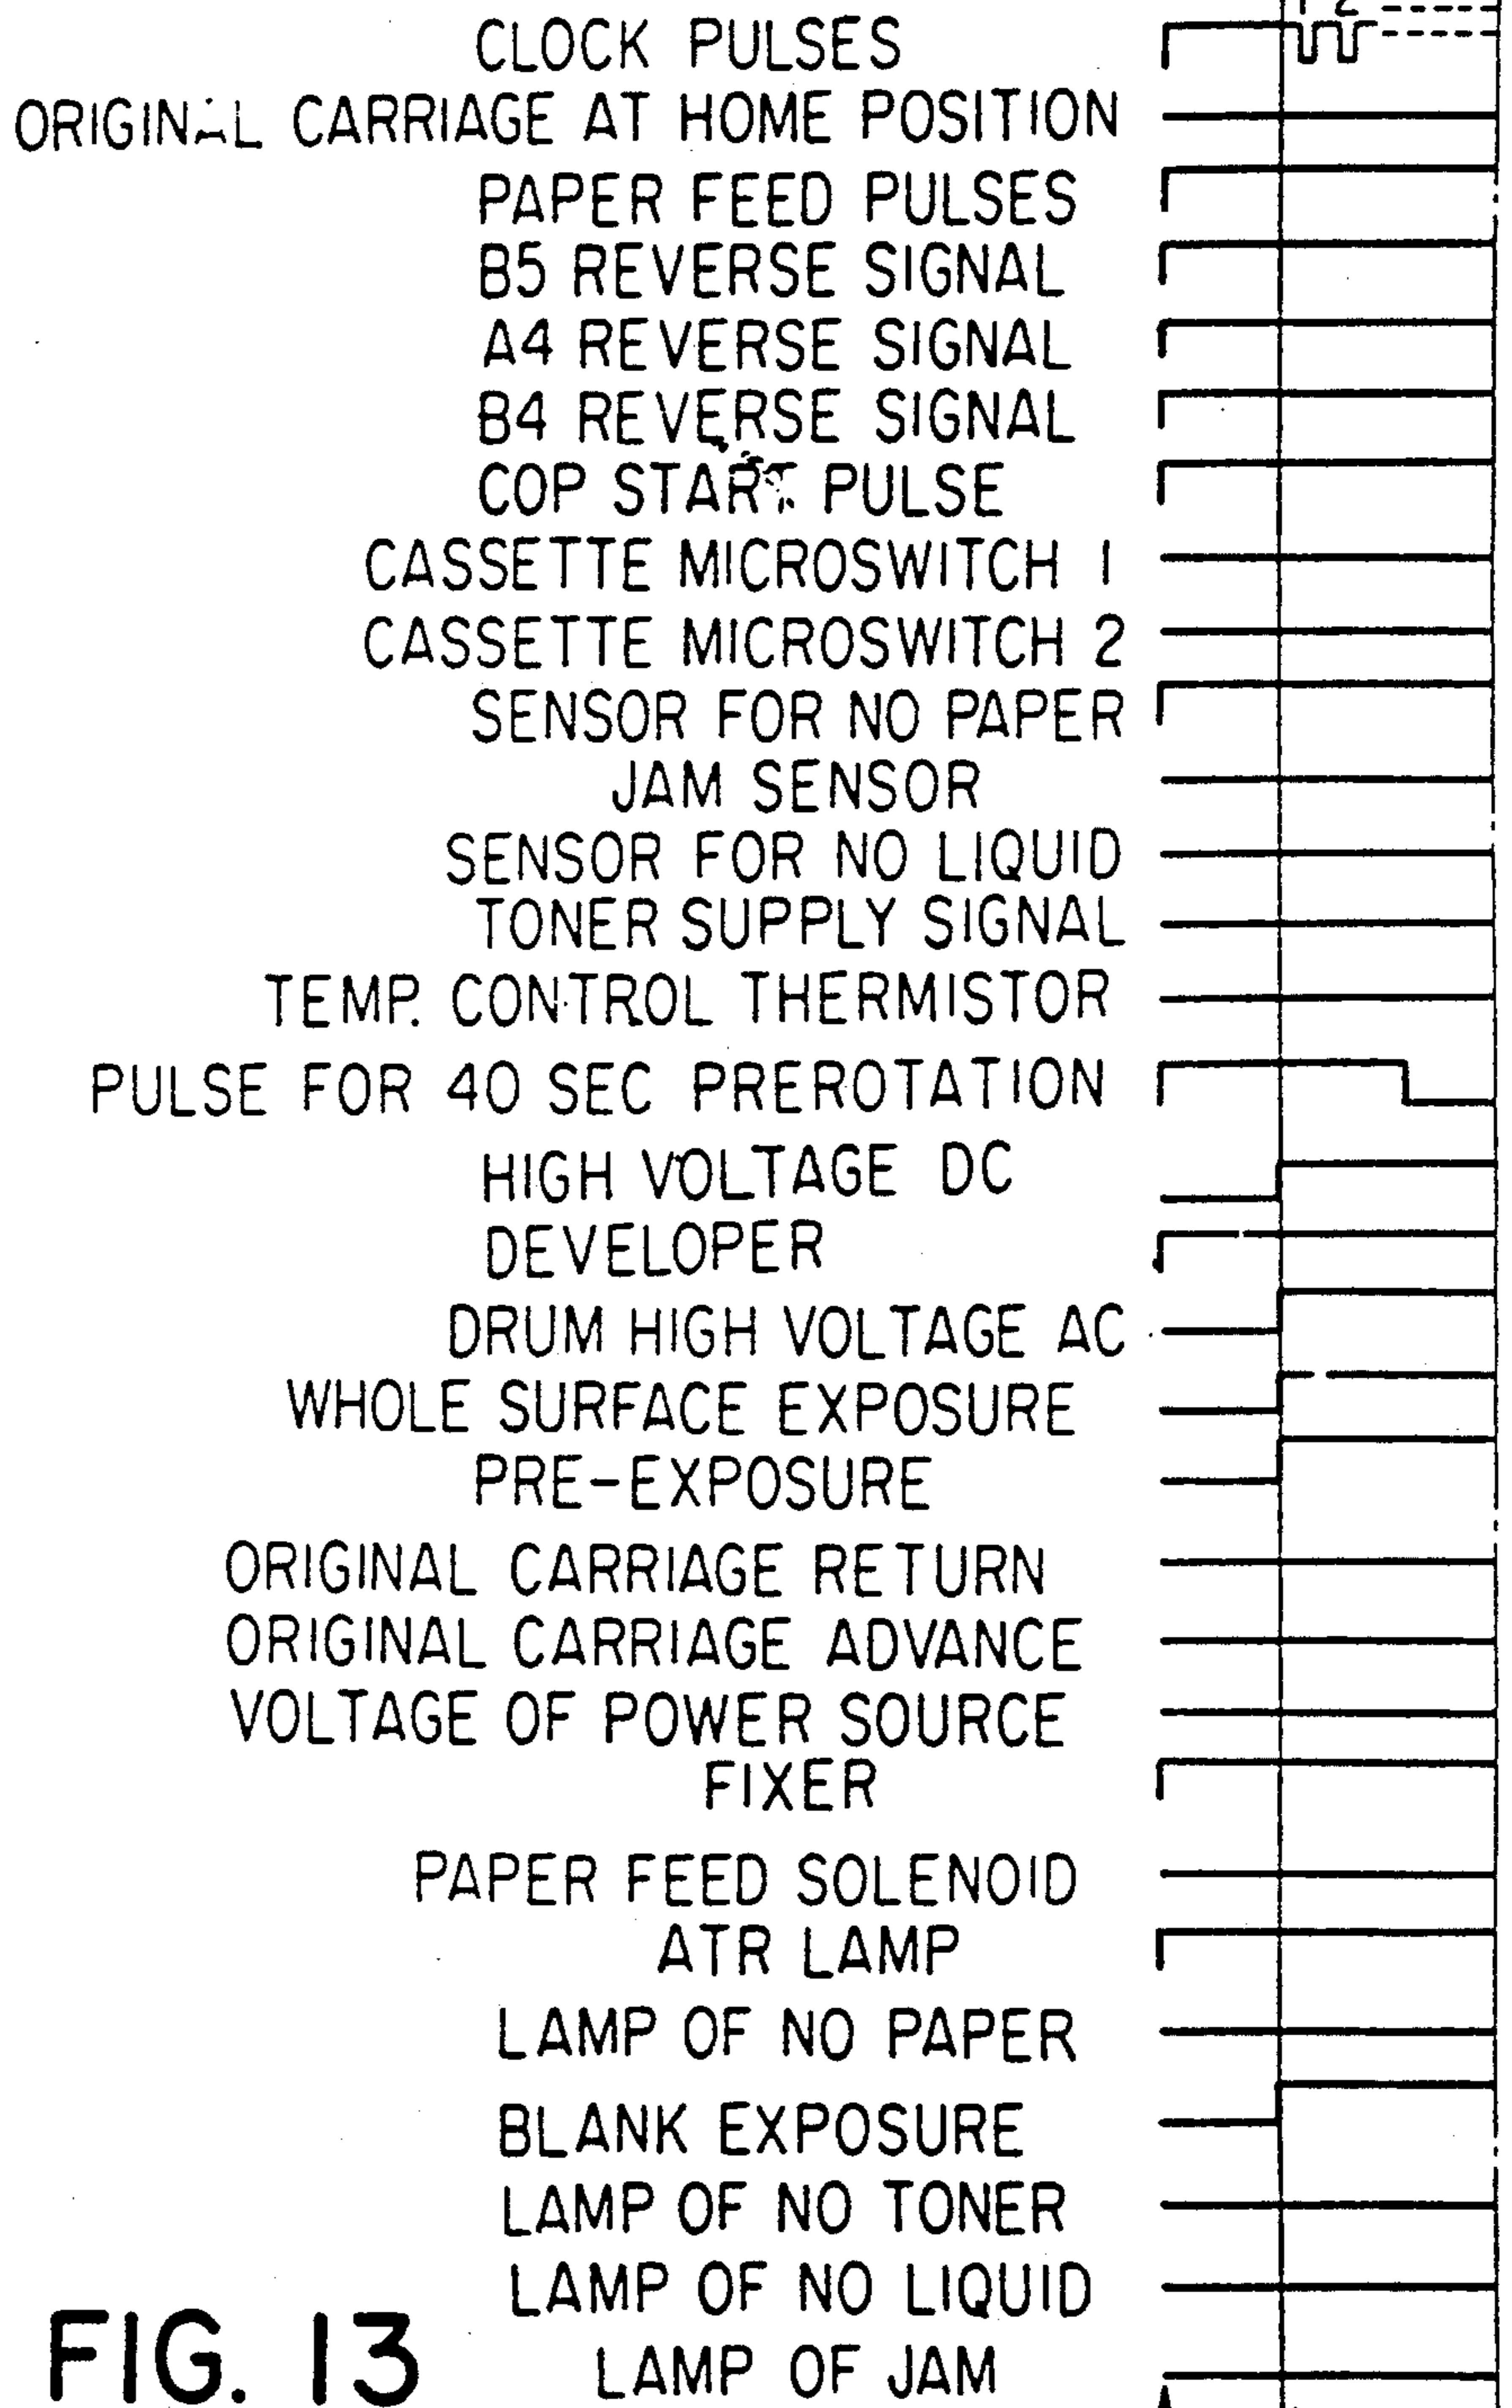 1 2
CLOCK PULSES
ORIGINAL CARRIAGE AT HOME POSITION
PAPER FEED PULSES
B5 REVERSE SIGNAL
A4 REVERSE SIGNAL
B4 REVERSE SIGNAL
COP START PULSE
CASSETTE MICROSWITCH 1
CASSETTE MICROSWITCH 2
SENSOR FOR NO PAPER
JAM SENSOR
SENSOR FOR NO LIQUID
TONER SUPPLY SIGNAL
TEMP. CONTROL THERMISTOR
PULSE FOR 40 SEC PREROTATION
HIGH VOLTAGE DC
DEVELOPER
DRUM HIGH VOLTAGE AC
WHOLE SURFACE EXPOSURE
PRE-EXPOSURE
ORIGINAL CARRIAGE RETURN
ORIGINAL CARRIAGE ADVANCE
VOLTAGE OF POWER SOURCE
FIXER
PAPER FEED SOLENOID
ATR LAMP
LAMP OF NO PAPER
BLANK EXPOSURE
LAMP OF NO TONER
LAMP OF NO LIQUID
LAMP OF JAM
FIG. 13